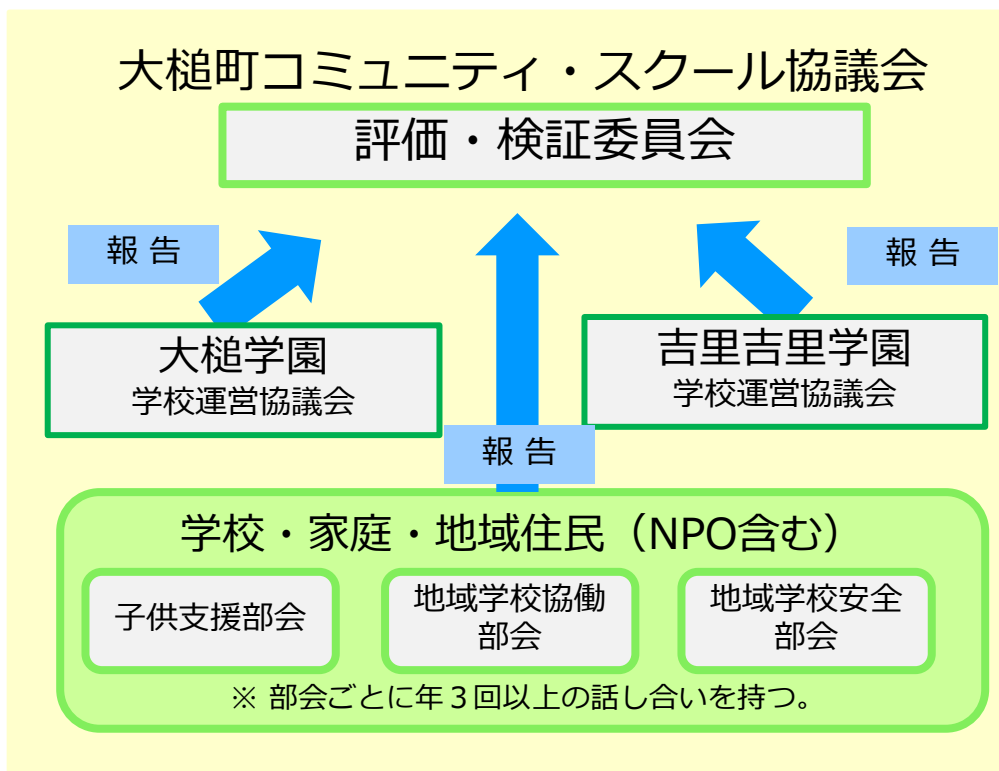 大槌町コミュニティ・スクール協議会
評価・検証委員会
報 告
報 告
大槌学園
学校運営協議会
吉里吉里学園
学校運営協議会
報 告
学校・家庭・地域住民（NPO含む）
子供支援部会
地域学校協働
部会
地域学校安全
部会
※ 部会ごとに年３回以上の話し合いを持つ。